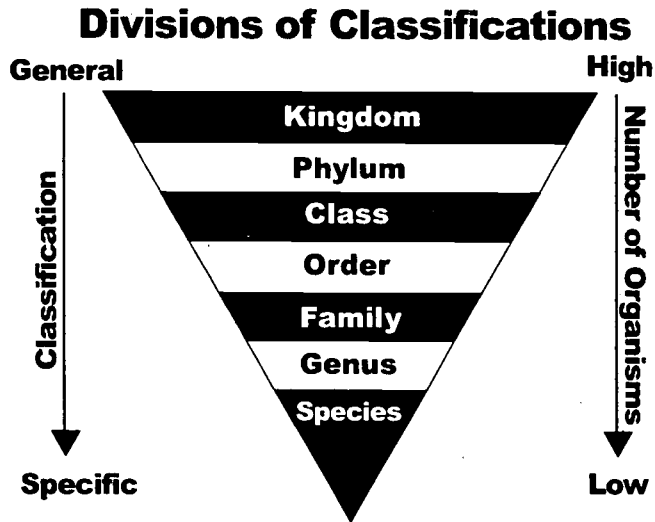 Divisions of Classifications
General
High
Kingdom
Phylum
Class
Order
Family
Genus
Species
Classification
Number of Organisms
Specific
Low